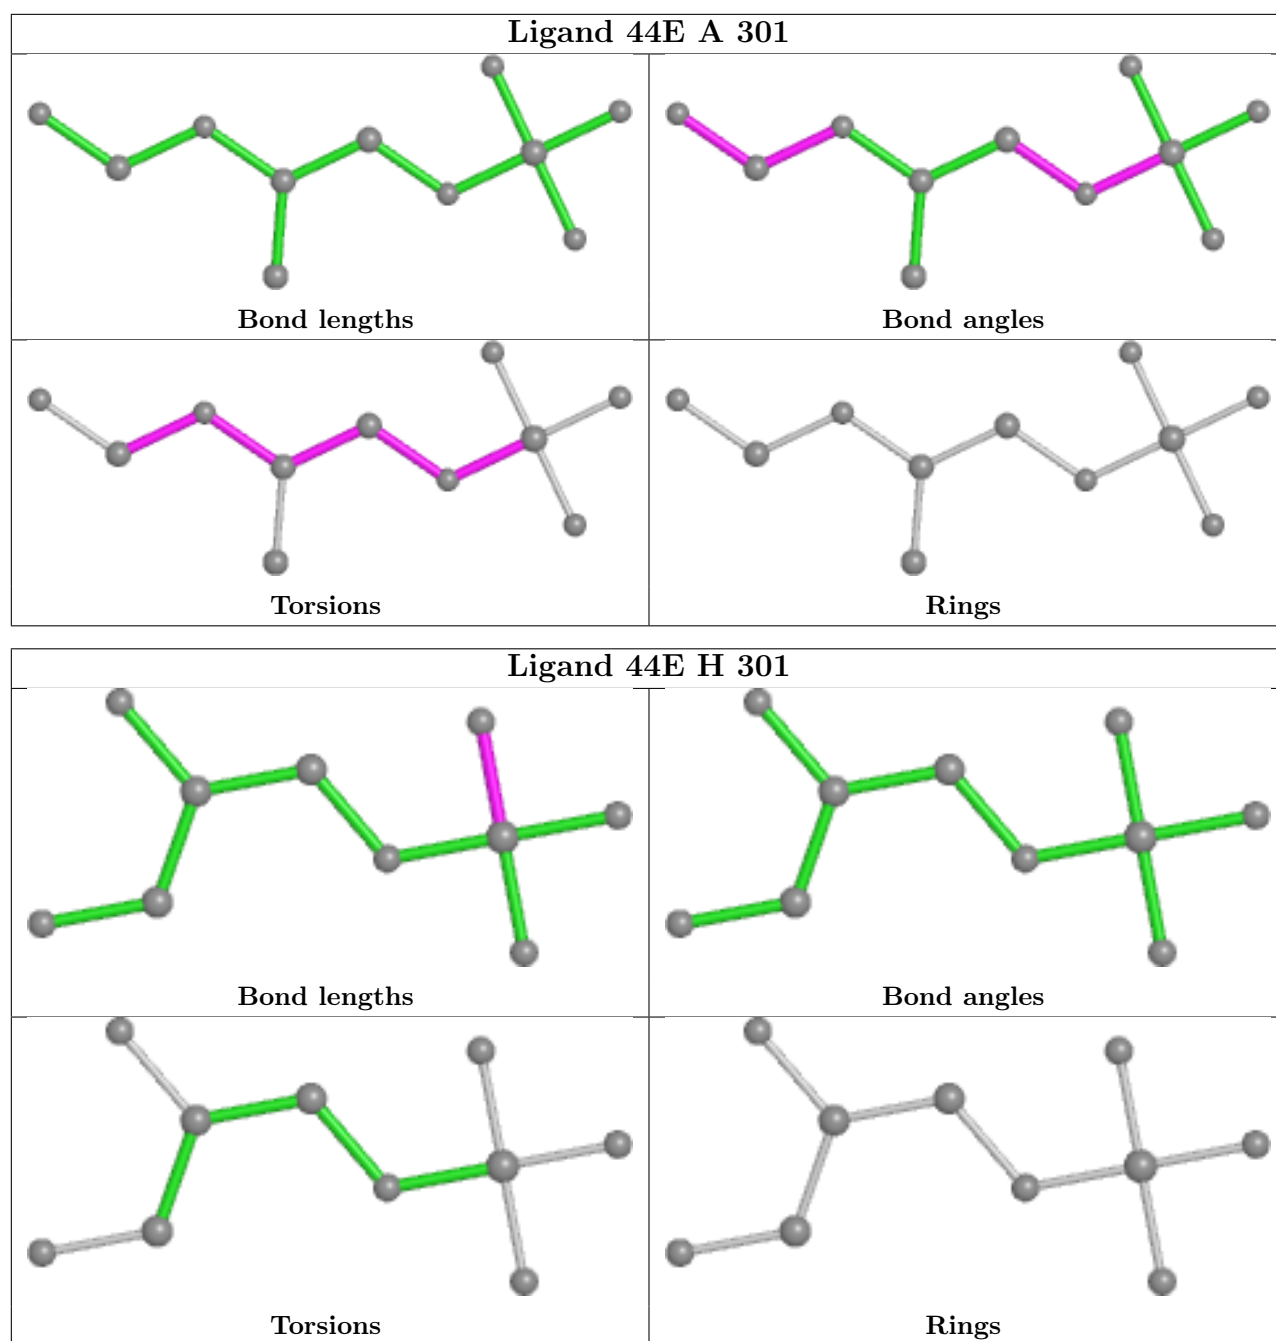 Ligand 44E A 301
Bond lengths
Bond angles
Torsions
Rings
Ligand 44E H 301
Bond lengths
Bond angles
Torsions
Rings